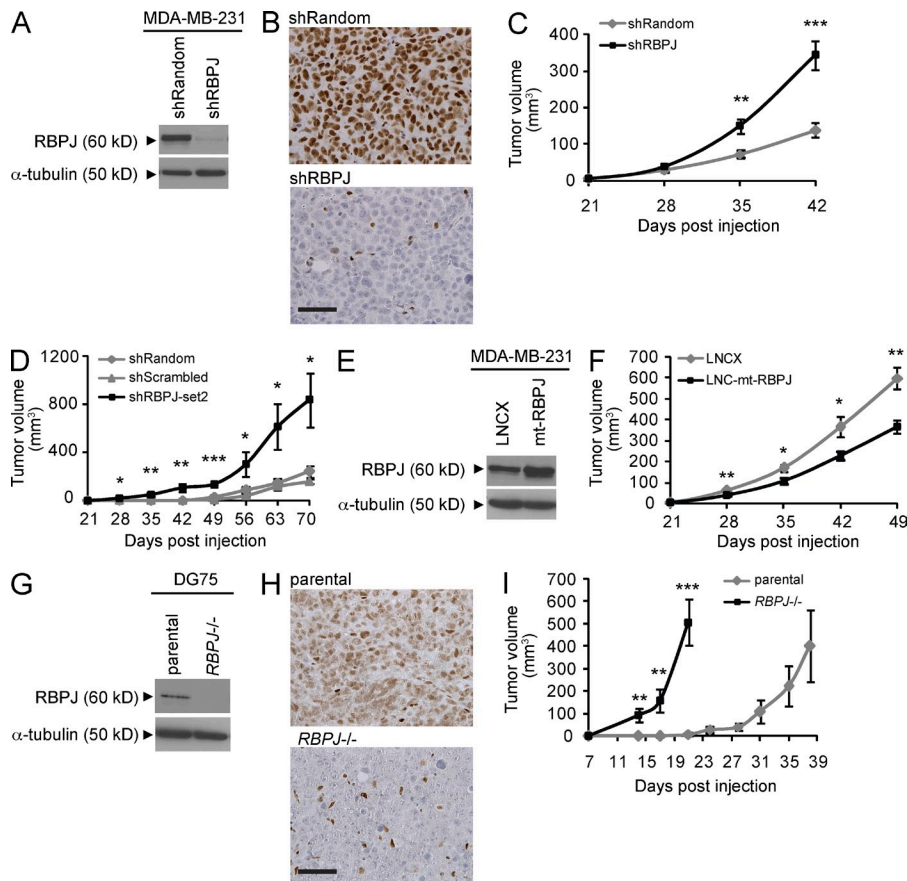 A
MDA-MB-231
shRandom
shRBPJ
RBPJ (60 kD)
α-tubulin (50 kD)
B
shRandom
shRBPJ
C
shRandom
shRBPJ
Tumor volume
(mm³)
400
300
200
100
0
**
***
21 28 35 42
Days post injection
D
shRandom
shScrambled
shRBPJ-set2
Tumor volume
(mm³)
1200
800
400
0
* ** ** *** * * *
21 28 35 42 49 56 63 70
Days post injection
E
MDA-MB-231
LNCX
mt-RBPJ
RBPJ (60 kD)
α-tubulin (50 kD)
F
LNCX
LNC-mt-RBPJ
Tumor volume
(mm³)
700
600
500
400
300
200
100
0
** * * **
21 28 35 42 49
Days post injection
G
DG75
parental
RBPJ-/-
RBPJ (60 kD)
α-tubulin (50 kD)
H
parental
RBPJ-/-
I
parental
RBPJ-/-
Tumor volume
(mm³)
700
600
500
400
300
200
100
0
** ** ***
7 11 15 19 23 27 31 35 39
Days post injection